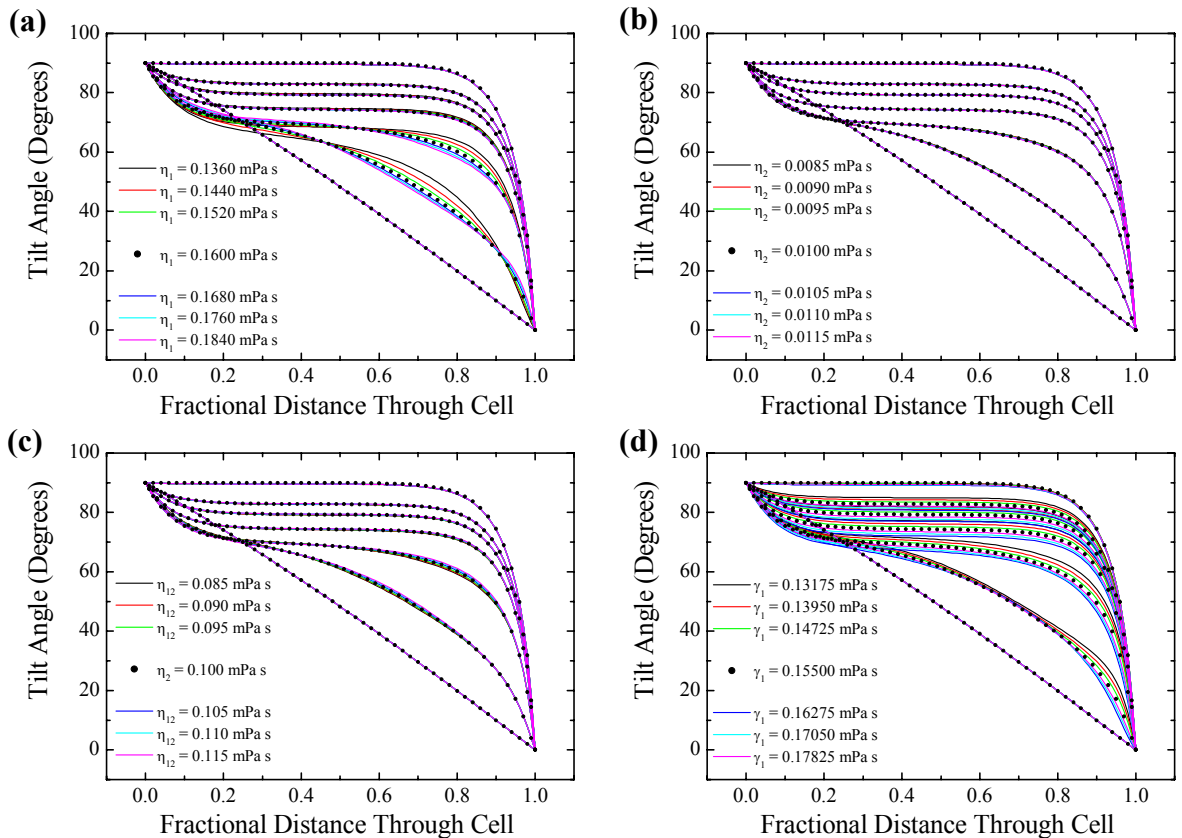 (a)
100
80
60
40
20
0
Tilt Angle (Degrees)
η1 = 0.1360 mPa s
η1 = 0.1440 mPa s
η1 = 0.1520 mPa s
η1 = 0.1600 mPa s
η1 = 0.1680 mPa s
η1 = 0.1760 mPa s
η1 = 0.1840 mPa s
0.0 0.2 0.4 0.6 0.8 1.0
Fractional Distance Through Cell
(b)
100
80
60
40
20
0
Tilt Angle (Degrees)
η2 = 0.0085 mPa s
η2 = 0.0090 mPa s
η2 = 0.0095 mPa s
η2 = 0.0100 mPa s
η2 = 0.0105 mPa s
η2 = 0.0110 mPa s
η2 = 0.0115 mPa s
0.0 0.2 0.4 0.6 0.8 1.0
Fractional Distance Through Cell
(c)
100
80
60
40
20
0
Tilt Angle (Degrees)
η12 = 0.085 mPa s
η12 = 0.090 mPa s
η12 = 0.095 mPa s
η2 = 0.100 mPa s
η12 = 0.105 mPa s
η12 = 0.110 mPa s
η12 = 0.115 mPa s
0.0 0.2 0.4 0.6 0.8 1.0
Fractional Distance Through Cell
(d)
100
80
60
40
20
0
Tilt Angle (Degrees)
γ1 = 0.13175 mPa s
γ1 = 0.13950 mPa s
γ1 = 0.14725 mPa s
γ1 = 0.15500 mPa s
γ1 = 0.16275 mPa s
γ1 = 0.17050 mPa s
γ1 = 0.17825 mPa s
0.0 0.2 0.4 0.6 0.8 1.0
Fractional Distance Through Cell